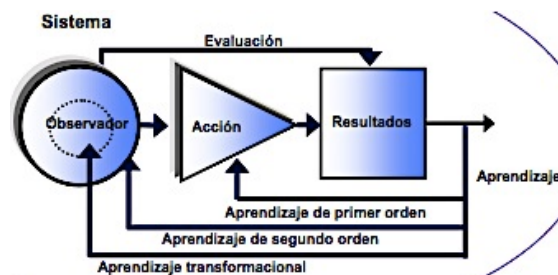 Sistema
Evaluación
Observador
Acción
Resultados
Aprendizaje
Aprendizaje de primer orden
Aprendizaje de segundo orden
Aprendizaje transformacional